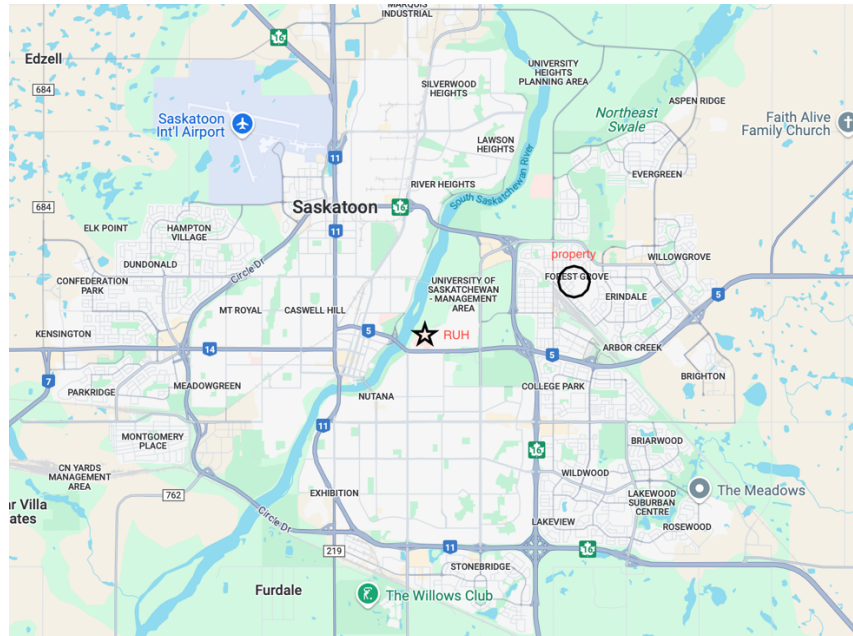 MARQUIS
INDUSTRIAL
16
Edzell
UNIVERSITY
HEIGHTS
PLANNING AREA
684
SILVERWOOD
HEIGHTS
ASPEN RIDGE
Northeast
Swale
Saskatoon
Int'l Airport
Faith Alive
Family Church
LAWSON
HEIGHTS
11
EVERGREEN
RIVER HEIGHTS
South Saskatchewan River
684
Saskatoon
16
ELK POINT
HAMPTON
VILLAGE
11
property
WILLOWGROVE
DUNDONALD
Circle Dr
FOREST GROVE
CONFEDERATION
PARK
UNIVERSITY OF
SASKATCHEWAN
- MANAGEMENT
AREA
ERINDALE
5
MT ROYAL
CASWELL HILL
KENSINGTON
5
RUH
14
ARBOR CREEK
5
7
MEADOWGREEN
BRIGHTON
PARKRIDGE
NUTANA
COLLEGE PARK
11
MONTGOMERY
PLACE
BRIARWOOD
16
CN YARDS
MANAGEMENT
AREA
WILDWOOD
762
EXHIBITION
LAKEWOOD
SUBURBAN
CENTRE
The Meadows
ar Villa
ates
Circle Dr
LAKEVIEW
ROSEWOOD
219
11
16
STONEBRIDGE
Furdale
The Willows Club